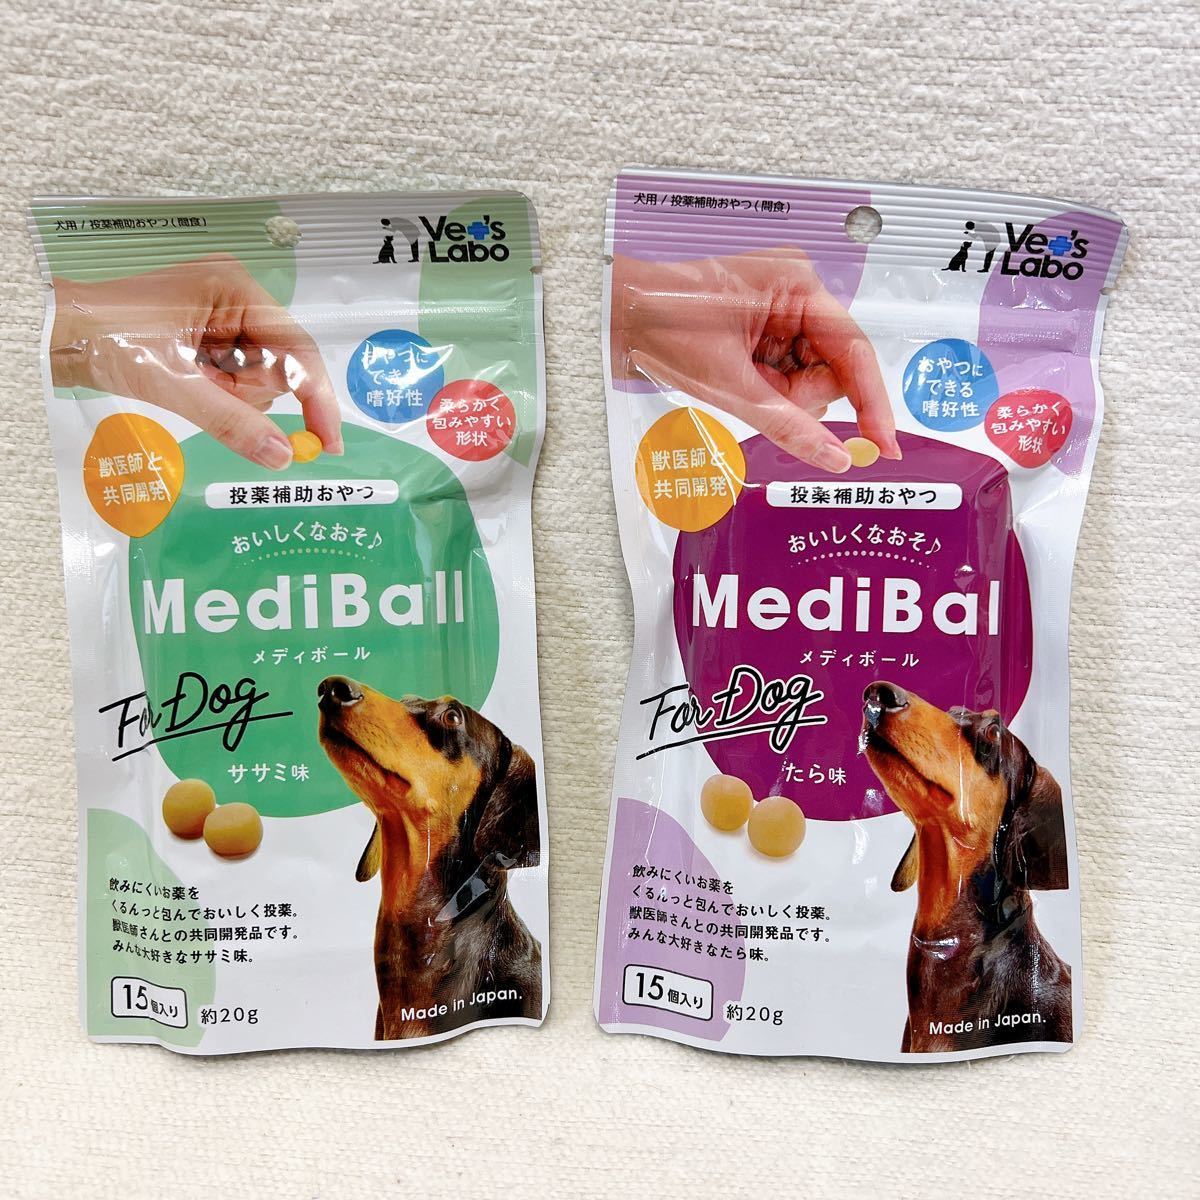 犬用/投薬補助おやつ(間食)
Vet's
Labo
おやつに
できる
嗜好性
柔らかく
包みやすい
形状
獣医師と
共同開発
投薬補助おやつ
おいしくなおそ♪
MediBall
メディボール
For Dog
ササミ味
飲みにくいお薬を
くるんっと包んでおいしく投薬。
獣医師さんとの共同開発品です。
みんな大好きなササミ味。
15個入り
約20g
Made in Japan.
犬用/投薬補助おやつ(間食)
Vet's
Labo
おやつに
できる
嗜好性
柔らかく
包みやすい
形状
獣医師と
共同開発
投薬補助おやつ
おいしくなおそ♪
MediBal
メディボール
For Dog
たら味
飲みにくいお薬を
くるんっと包んでおいしく投薬。
獣医師さんとの共同開発品です。
みんな大好きなたら味。
15個入り
約20g
Made in Japan.